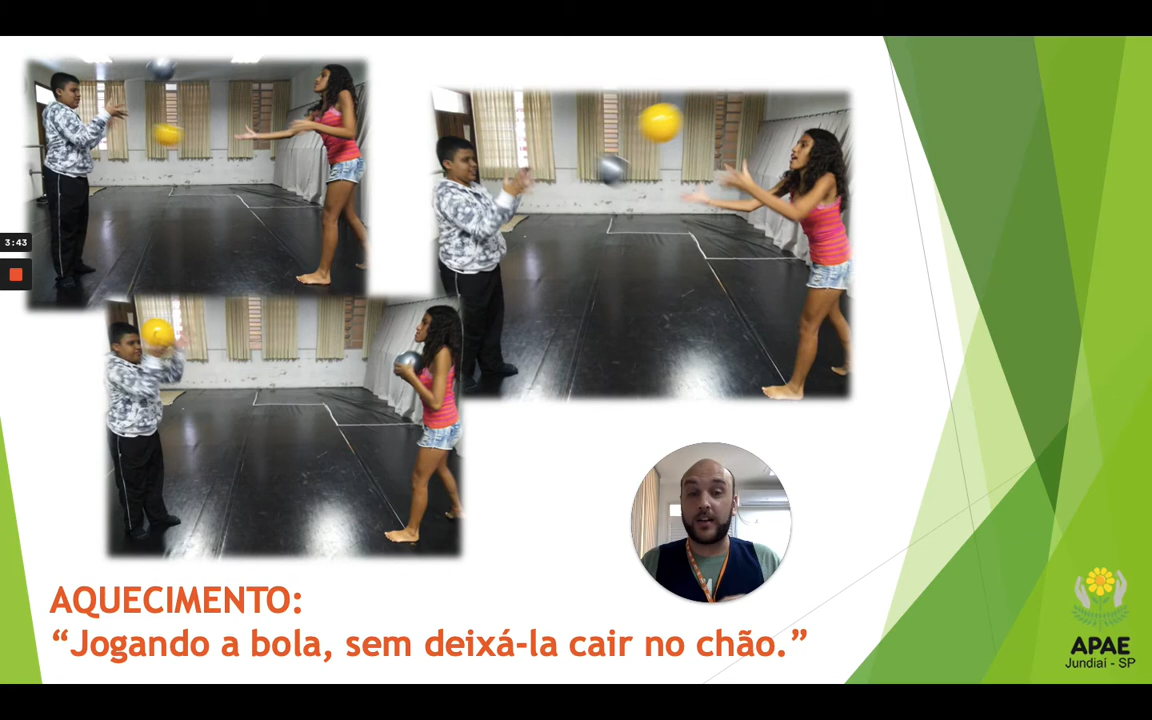 3:43
AQUECIMENTO:
“Jogando a bola, sem deixá-la cair no chão.”
APAE
Jundiaí - SP